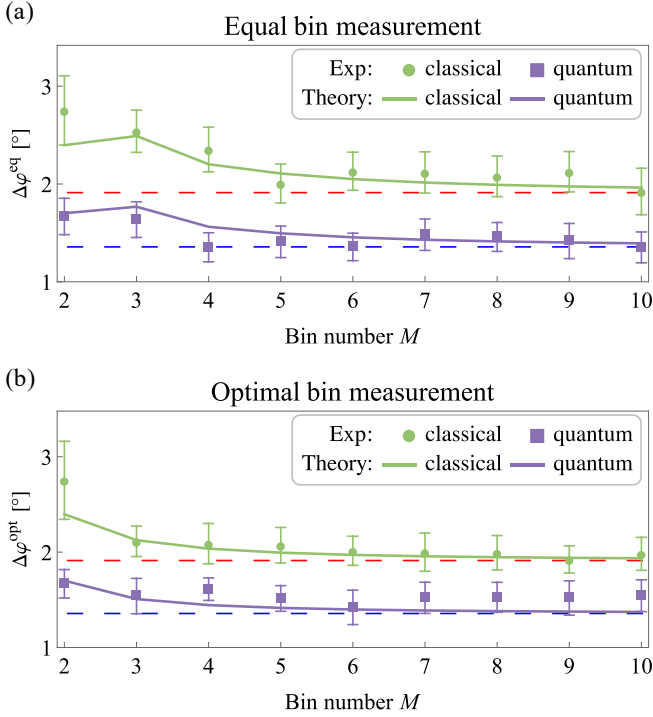 (a)
Equal bin measurement
Exp: classical quantum
Theory: classical quantum
Δφ^eq [°]
3
2
1
2 3 4 5 6 7 8 9 10
Bin number M
(b)
Optimal bin measurement
Exp: classical quantum
Theory: classical quantum
Δφ^opt [°]
3
2
1
2 3 4 5 6 7 8 9 10
Bin number M